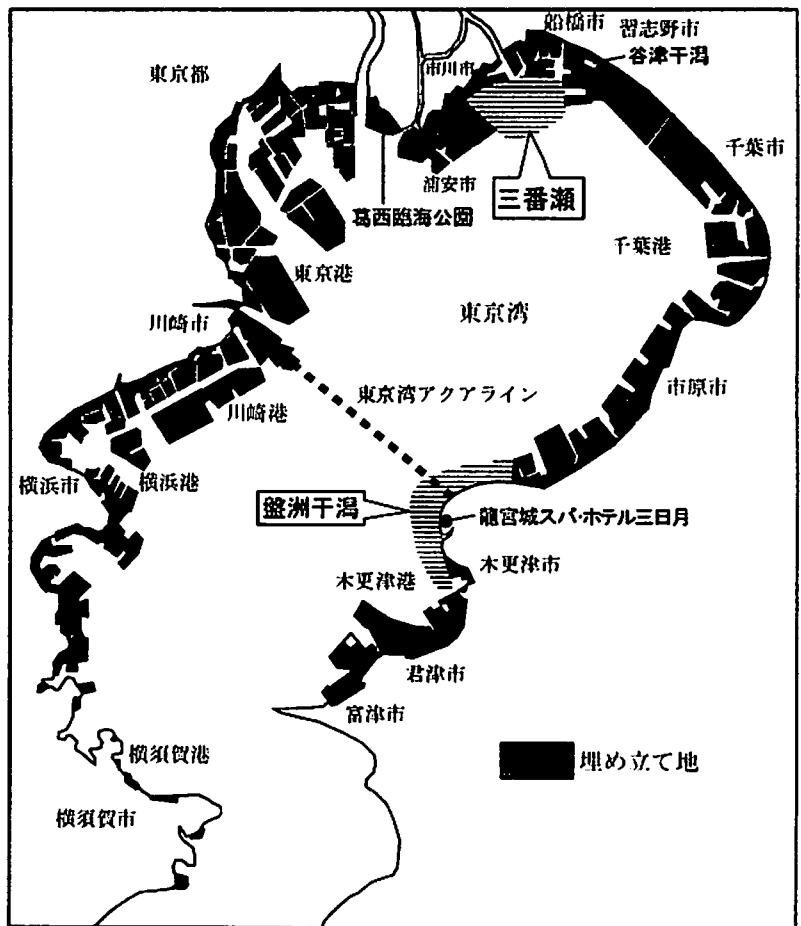 船橋市
習志野市
谷津干潟
市川市
東京都
千葉市
浦安市
三番瀬
葛西臨海公園
千葉港
東京港
東京湾
川崎市
東京湾アクアライン
市原市
川崎港
横浜市
横浜港
盤洲干潟
龍宮城スパ・ホテル三日月
木更津市
木更津港
君津市
富津市
横須賀港
埋め立て地
横須賀市